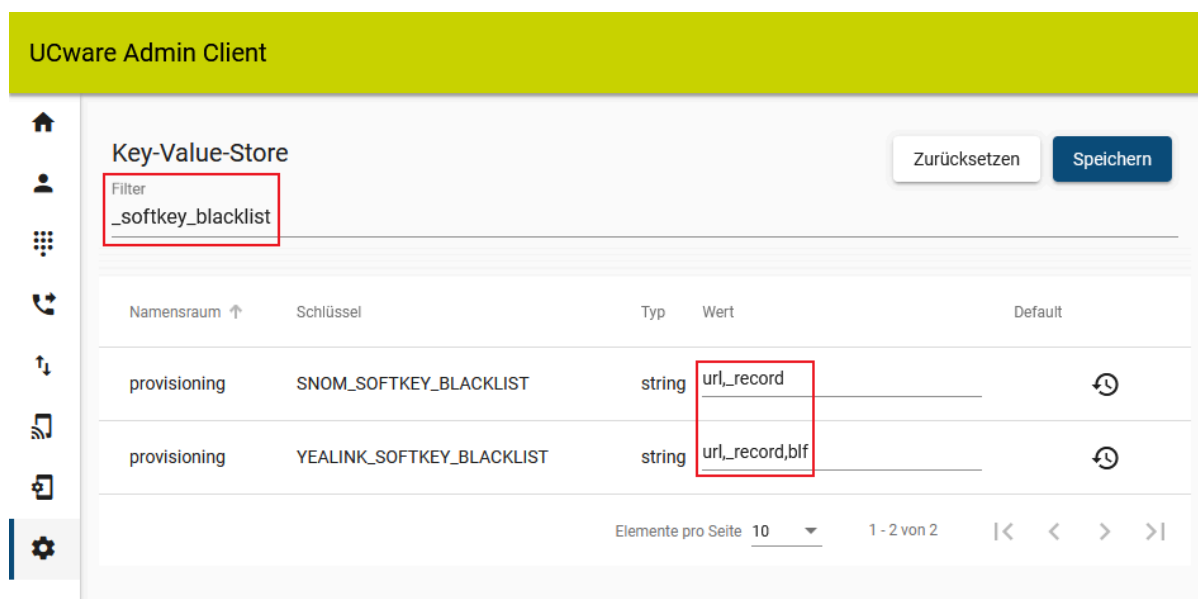 UCware Admin Client
Key-Value-Store
Zurücksetzen
Speichern
Filter
_softkey_blacklist
Namensraum Schlüssel Typ Wert Default
provisioning SNOM_SOFTKEY_BLACKLIST string url,_record
provisioning YEALINK_SOFTKEY_BLACKLIST string url,_record,blf
Elemente pro Seite 10 1 - 2 von 2